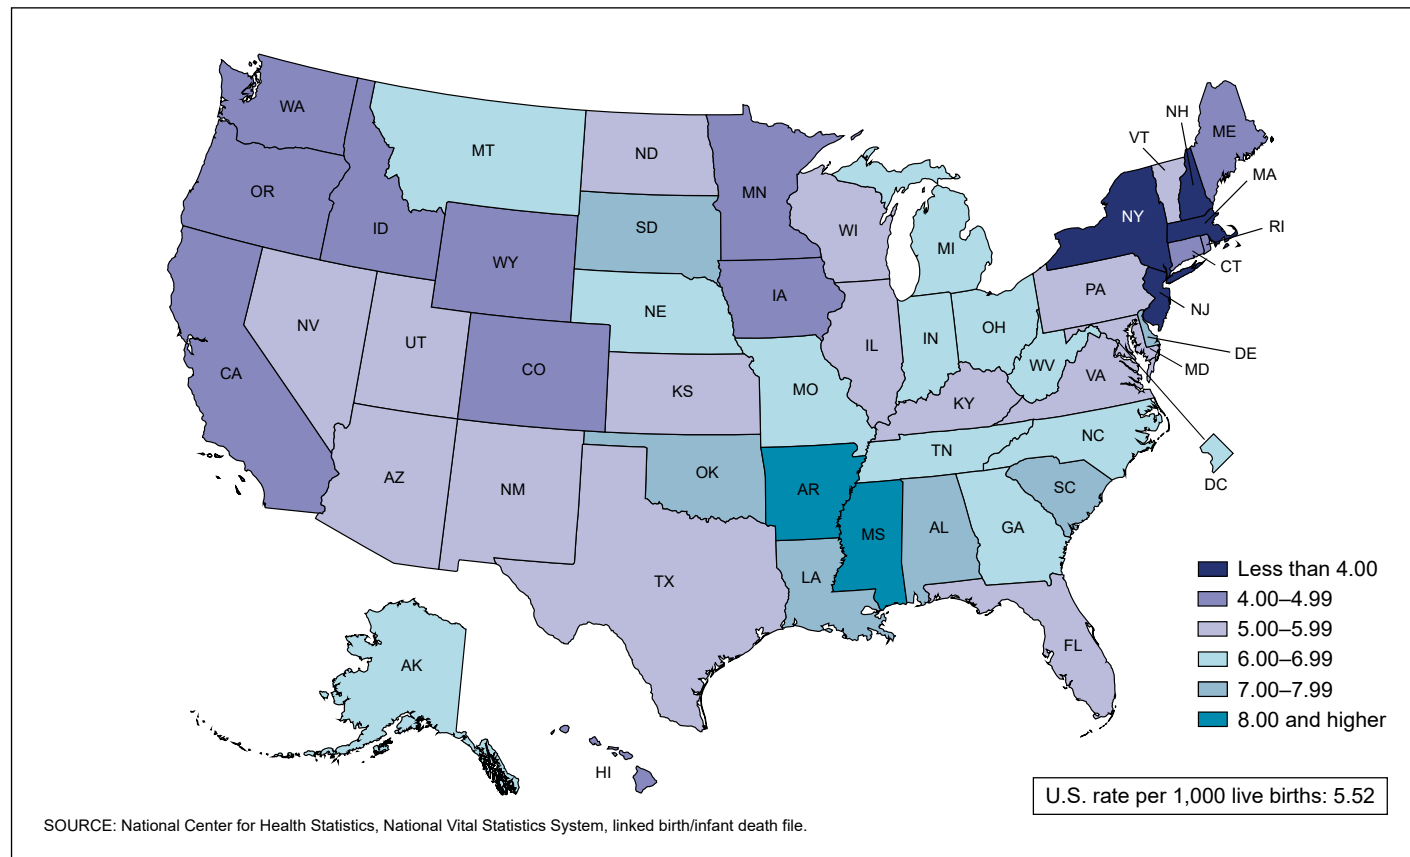 WA
MT
ND
MN
OR
ID
WY
SD
WI
MI
NY
VT
NH
ME
MA
RI
CT
NJ
PA
DE
MD
DC
NV
UT
CO
NE
IA
IL
IN
OH
WV
VA
CA
KS
MO
KY
NC
TN
SC
AZ
NM
OK
AR
MS
AL
GA
LA
TX
FL
AK
HI
Less than 4.00
4.00–4.99
5.00–5.99
6.00–6.99
7.00–7.99
8.00 and higher
U.S. rate per 1,000 live births: 5.52
SOURCE: National Center for Health Statistics, National Vital Statistics System, linked birth/infant death file.